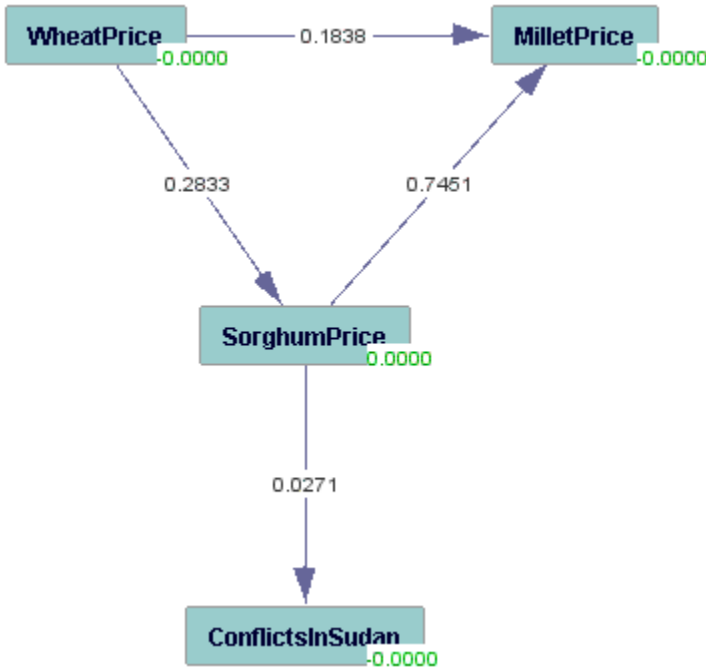 WheatPrice
-0.0000
0.1838
MilletPrice
-0.0000
0.2833
0.7451
SorghumPrice
0.0000
0.0271
ConflictsInSudan
-0.0000